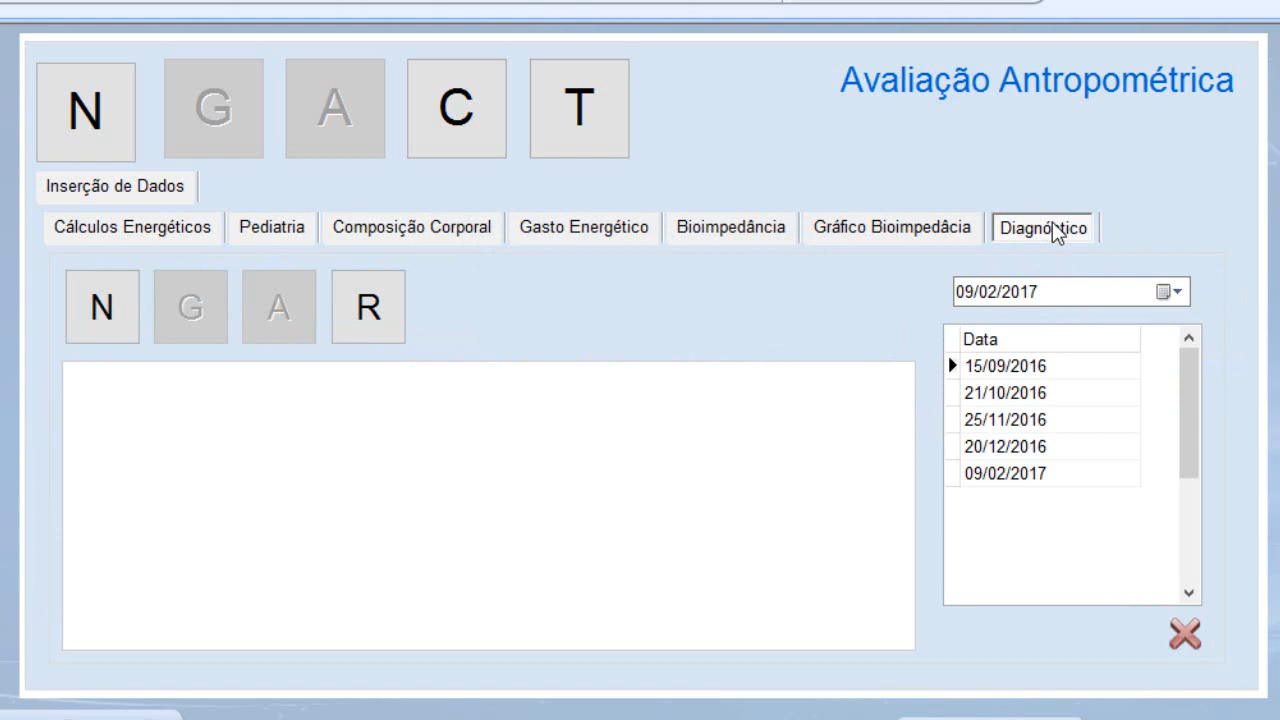 N G A C T
Avaliação Antropométrica
Inserção de Dados
Cálculos Energéticos Pediatria Composição Corporal Gasto Energético Bioimpedância Gráfico Bioimpedâcia Diagnóstico
N G A R
09/02/2017
Data
15/09/2016
21/10/2016
25/11/2016
20/12/2016
09/02/2017